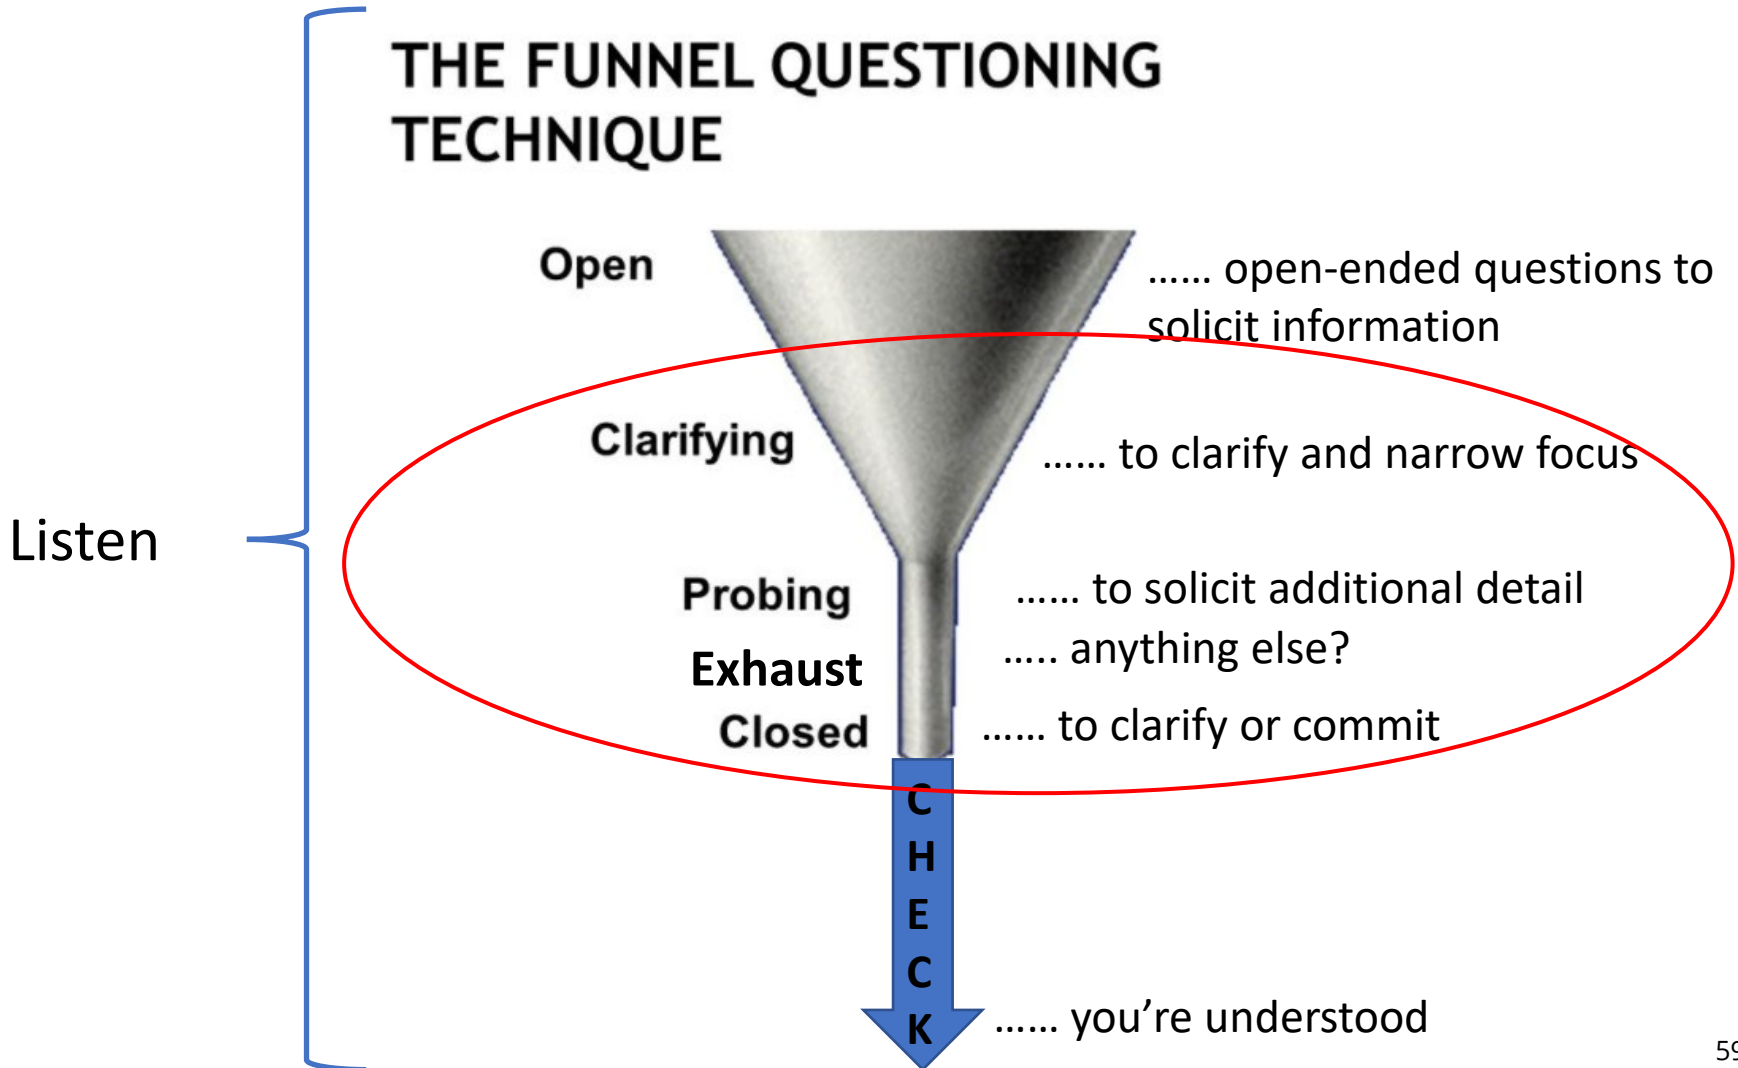 THE FUNNEL QUESTIONING
TECHNIQUE
Open
...... open-ended questions to
solicit information
Clarifying
...... to clarify and narrow focus
Listen
Probing
...... to solicit additional detail
Exhaust
..... anything else?
Closed
...... to clarify or commit
C
H
E
C
K
...... you're understood
59